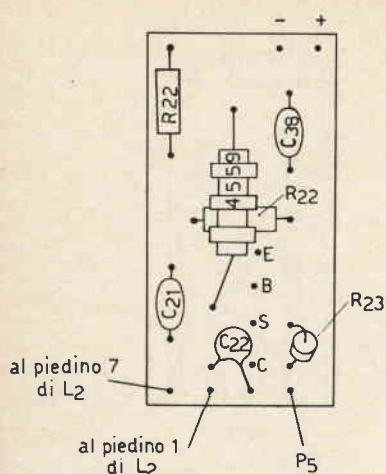 - +
R22
C38
4559
R22
E
B
C21
S
R23
C22
C
al piedino 7
di L2
al piedino 1
di L2
P5